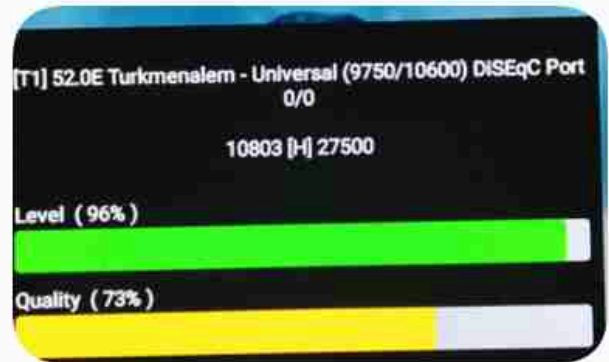 [T1] 52.0E Turkmenalem - Universal (9750/10600) DISEqC Port
0/0
10803 [H] 27500
Level ( 96% )
Quality ( 73% )